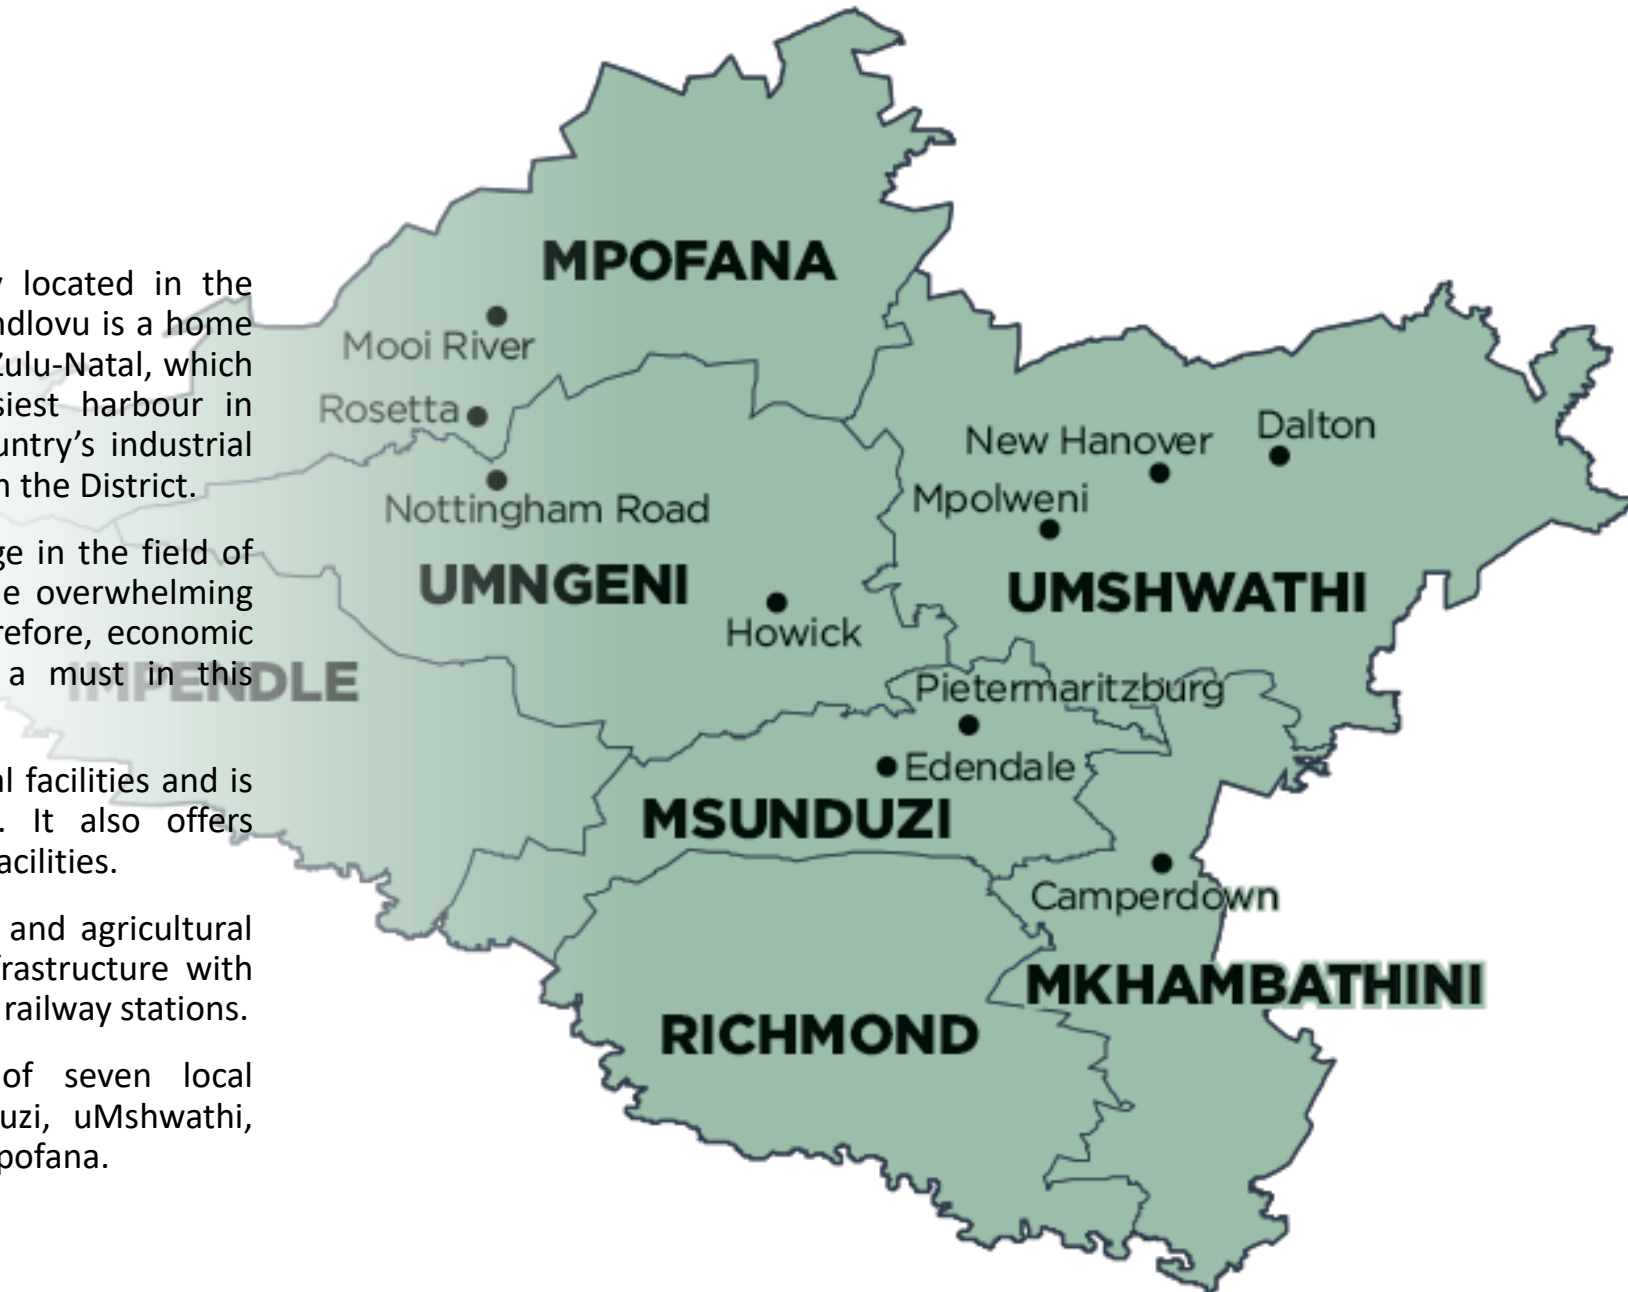 y located in the
ndlovu is a home
Zulu-Natal, which
siest harbour in
untry’s industrial
n the District.
ge in the field of
e overwhelming
refore, economic
a must in this
al facilities and is
. It also offers
acilities.
and agricultural
frastructure with
railway stations.
of seven local
uzi, uMshwathi,
pofana.
MPOFANA
Mooi River
Rosetta
Nottingham Road
UMNGENI
Howick
IMPENDLE
New Hanover
Dalton
Mpolweni
UMSHWATHI
Pietermaritzburg
Edendale
MSUNDUZI
Camperdown
MKHAMBATHINI
RICHMOND